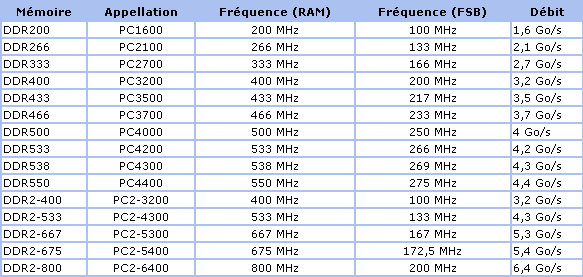 Mémoire Appellation Fréquence (RAM) Fréquence (FSB) Débit
DDR200 PC1600 200 MHz 100 MHz 1,6 Go/s
DDR266 PC2100 266 MHz 133 MHz 2,1 Go/s
DDR333 PC2700 333 MHz 166 MHz 2,7 Go/s
DDR400 PC3200 400 MHz 200 MHz 3,2 Go/s
DDR433 PC3500 433 MHz 217 MHz 3,5 Go/s
DDR466 PC3700 466 MHz 233 MHz 3,7 Go/s
DDR500 PC4000 500 MHz 250 MHz 4 Go/s
DDR533 PC4200 533 MHz 266 MHz 4,2 Go/s
DDR538 PC4300 538 MHz 269 MHz 4,3 Go/s
DDR550 PC4400 550 MHz 275 MHz 4,4 Go/s
DDR2-400 PC2-3200 400 MHz 100 MHz 3,2 Go/s
DDR2-533 PC2-4300 533 MHz 133 MHz 4,3 Go/s
DDR2-667 PC2-5300 667 MHz 167 MHz 5,3 Go/s
DDR2-675 PC2-5400 675 MHz 172,5 MHz 5,4 Go/s
DDR2-800 PC2-6400 800 MHz 200 MHz 6,4 Go/s